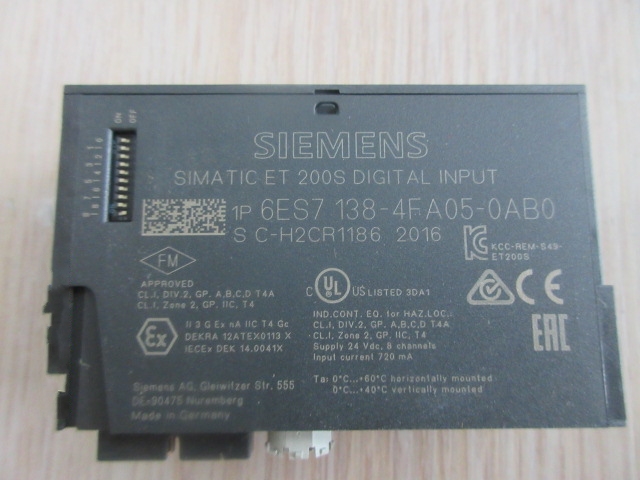 ON OFF
SIEMENS
SIMATIC ET 200S DIGITAL INPUT
1P 6ES7 138-4FA05-0AB0
S C-H2CR1186 2016
KCC-REM-S49-
ET200S
FM
APPROVED
CL.I, DIV.2, GP. A,B,C,D T4A
CL.I, Zone 2, GP. IIC, T4
C UL US LISTED 3DA1
IND.CONT. EQ. for HAZ.LOC.:
CL.I, DIV.2, GP. A,B,C,D T4A
CL.I, Zone 2, GP. IIC, T4
Supply 24 Vdc, 8 channels
Input current 720 mA
CE
EAC
Ex
II 3 G Ex nA IIC T4 Gc
DEKRA 12ATEX0113 X
IECEx DEK 14.0041X
Ta: 0°C...+60°C horizontally mounted
0°C...+40°C vertically mounted
Siemens AG, Gleiwitzer Str. 555
DE-90475 Nuremberg
Made in Germany